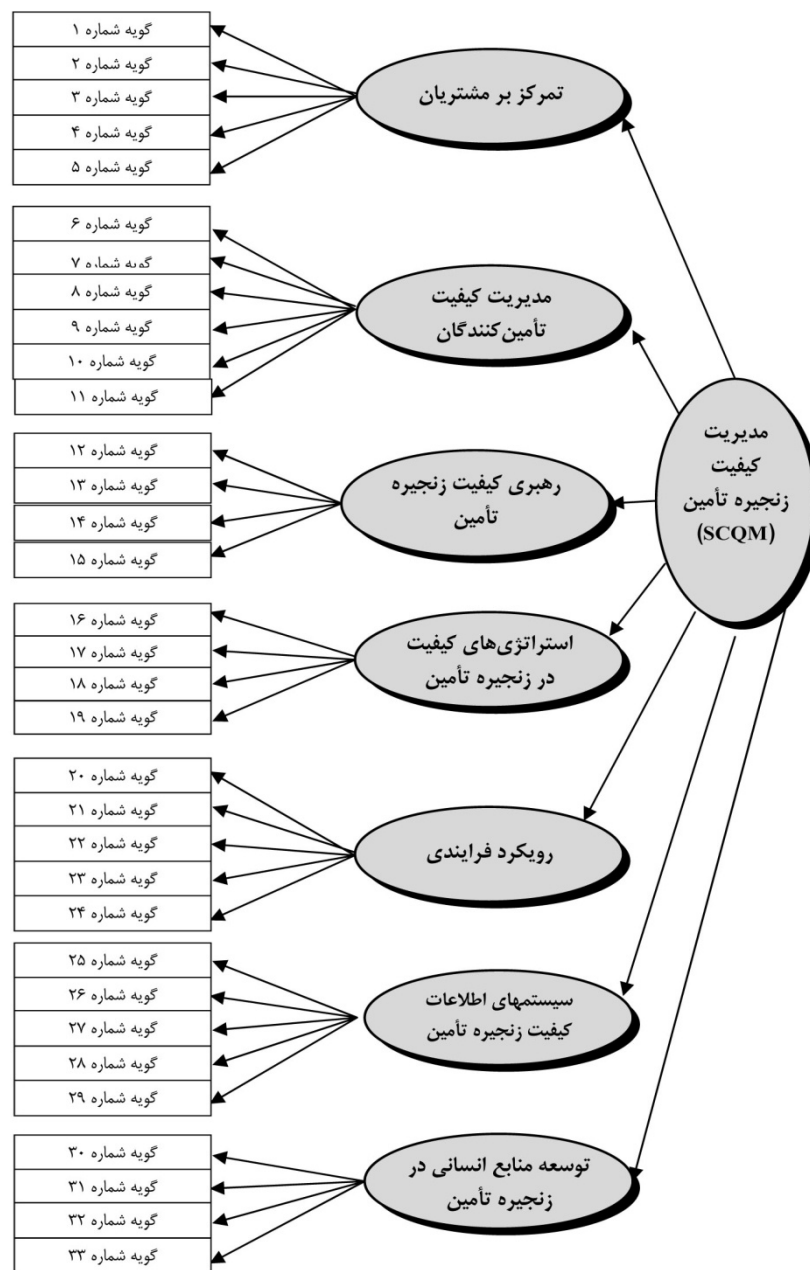 مدیریت
کیفیت
زنجیره تأمین
(SCQM)
تمرکز بر مشتریان
گویه شماره ۱
گویه شماره ۲
گویه شماره ۳
گویه شماره ۴
گویه شماره ۵
مدیریت کیفیت
تأمین‌کنندگان
گویه شماره ۶
گویه شماره ۷
گویه شماره ۸
گویه شماره ۹
گویه شماره ۱۰
گویه شماره ۱۱
رهبری کیفیت زنجیره
تأمین
گویه شماره ۱۲
گویه شماره ۱۳
گویه شماره ۱۴
گویه شماره ۱۵
استراتژی‌های کیفیت
در زنجیره تأمین
گویه شماره ۱۶
گویه شماره ۱۷
گویه شماره ۱۸
گویه شماره ۱۹
رویکرد فرایندی
گویه شماره ۲۰
گویه شماره ۲۱
گویه شماره ۲۲
گویه شماره ۲۳
گویه شماره ۲۴
سیستمهای اطلاعات
کیفیت زنجیره تأمین
گویه شماره ۲۵
گویه شماره ۲۶
گویه شماره ۲۷
گویه شماره ۲۸
گویه شماره ۲۹
توسعه منابع انسانی در
زنجیره تأمین
گویه شماره ۳۰
گویه شماره ۳۱
گویه شماره ۳۲
گویه شماره ۳۳